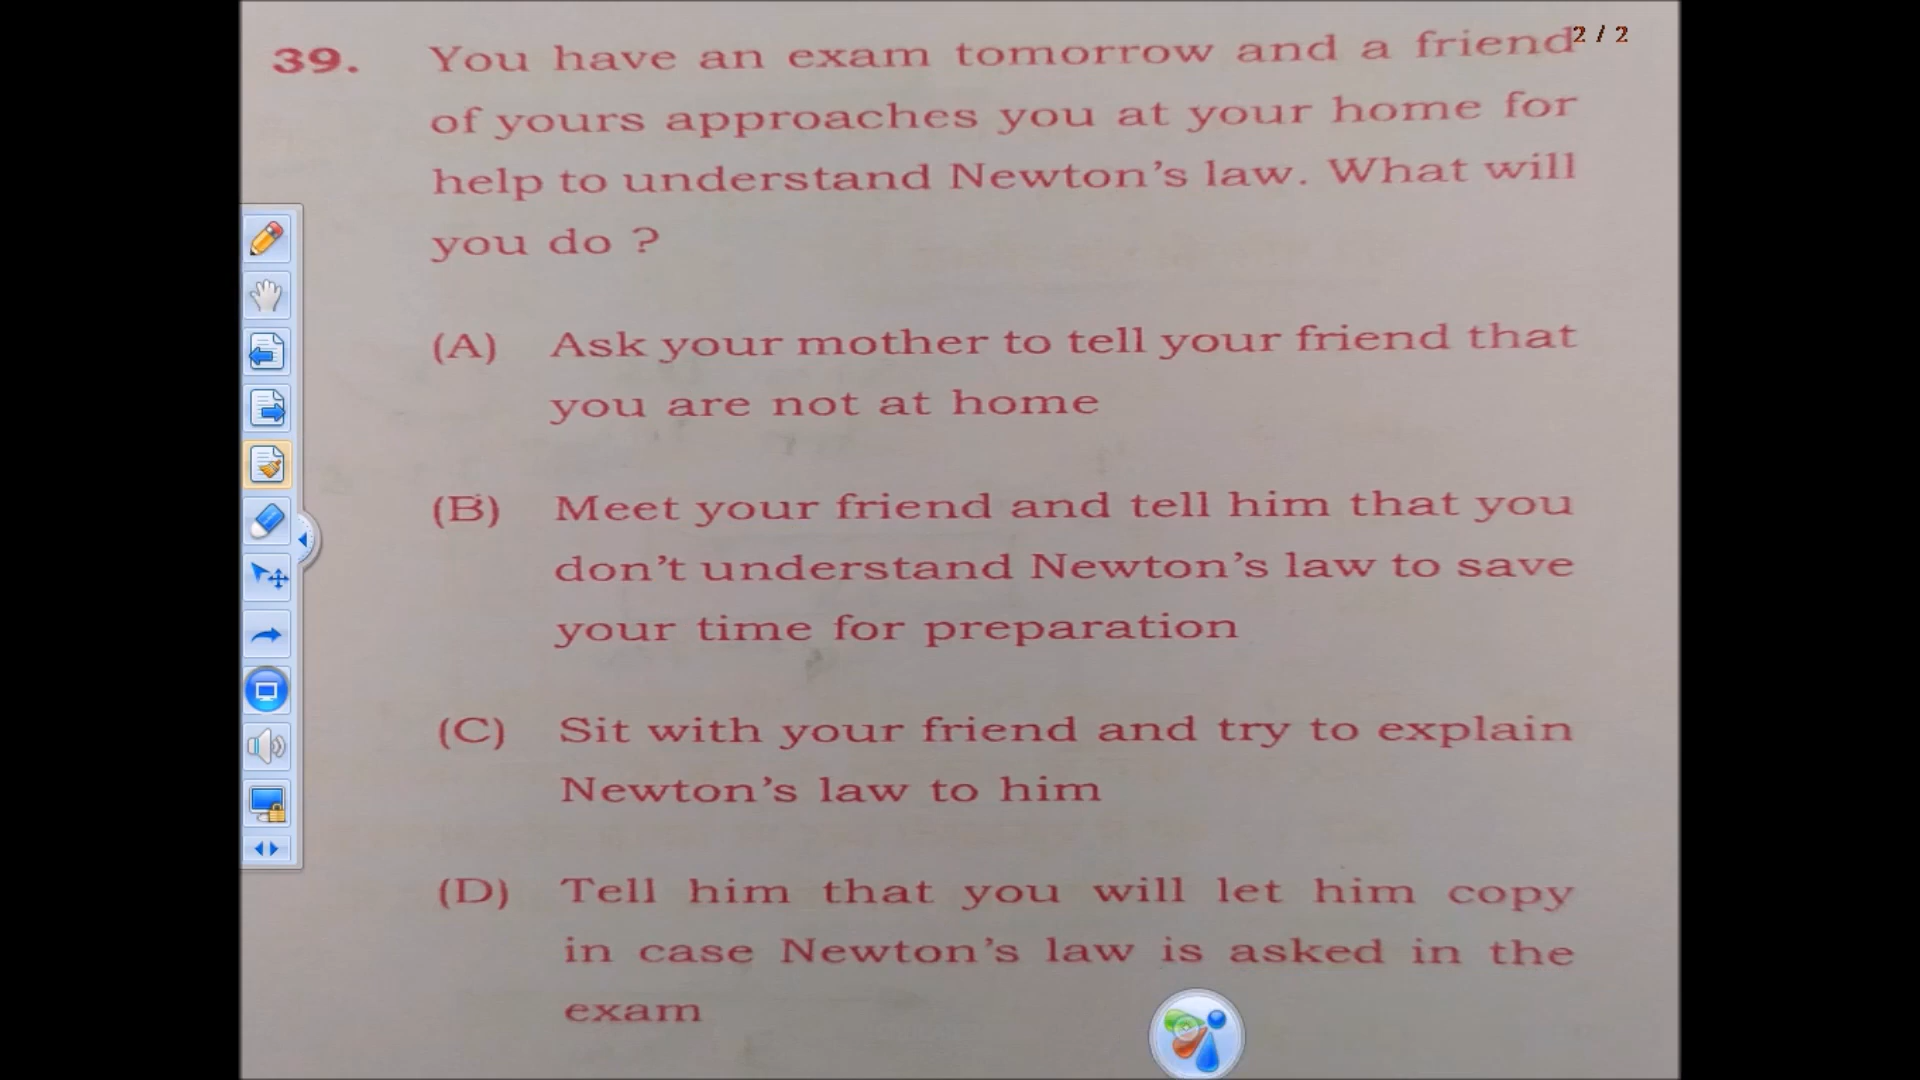 39. You have an exam tomorrow and a friend 2 / 2
of yours approaches you at your home for
help to understand Newton's law. What will
you do ?
(A) Ask your mother to tell your friend that
you are not at home
(B) Meet your friend and tell him that you
don't understand Newton's law to save
your time for preparation
(C) Sit with your friend and try to explain
Newton's law to him
(D) Tell him that you will let him copy
in case Newton's law is asked in the
exam